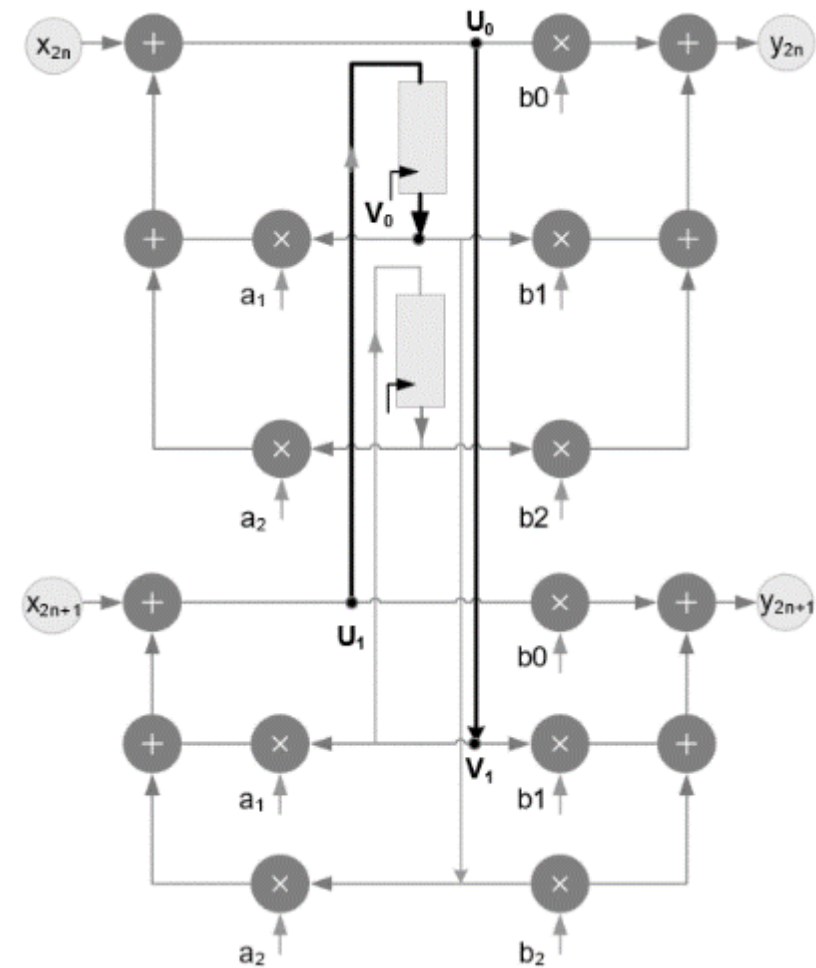 U₀
x₂ₙ + × + y₂ₙ
b0
V₀
+ × × +
a₁ b1
× ×
a₂ b2
x₂ₙ₊₁ + × + y₂ₙ₊₁
U₁
b0
+ × × +
V₁
a₁ b1
× ×
a₂ b₂